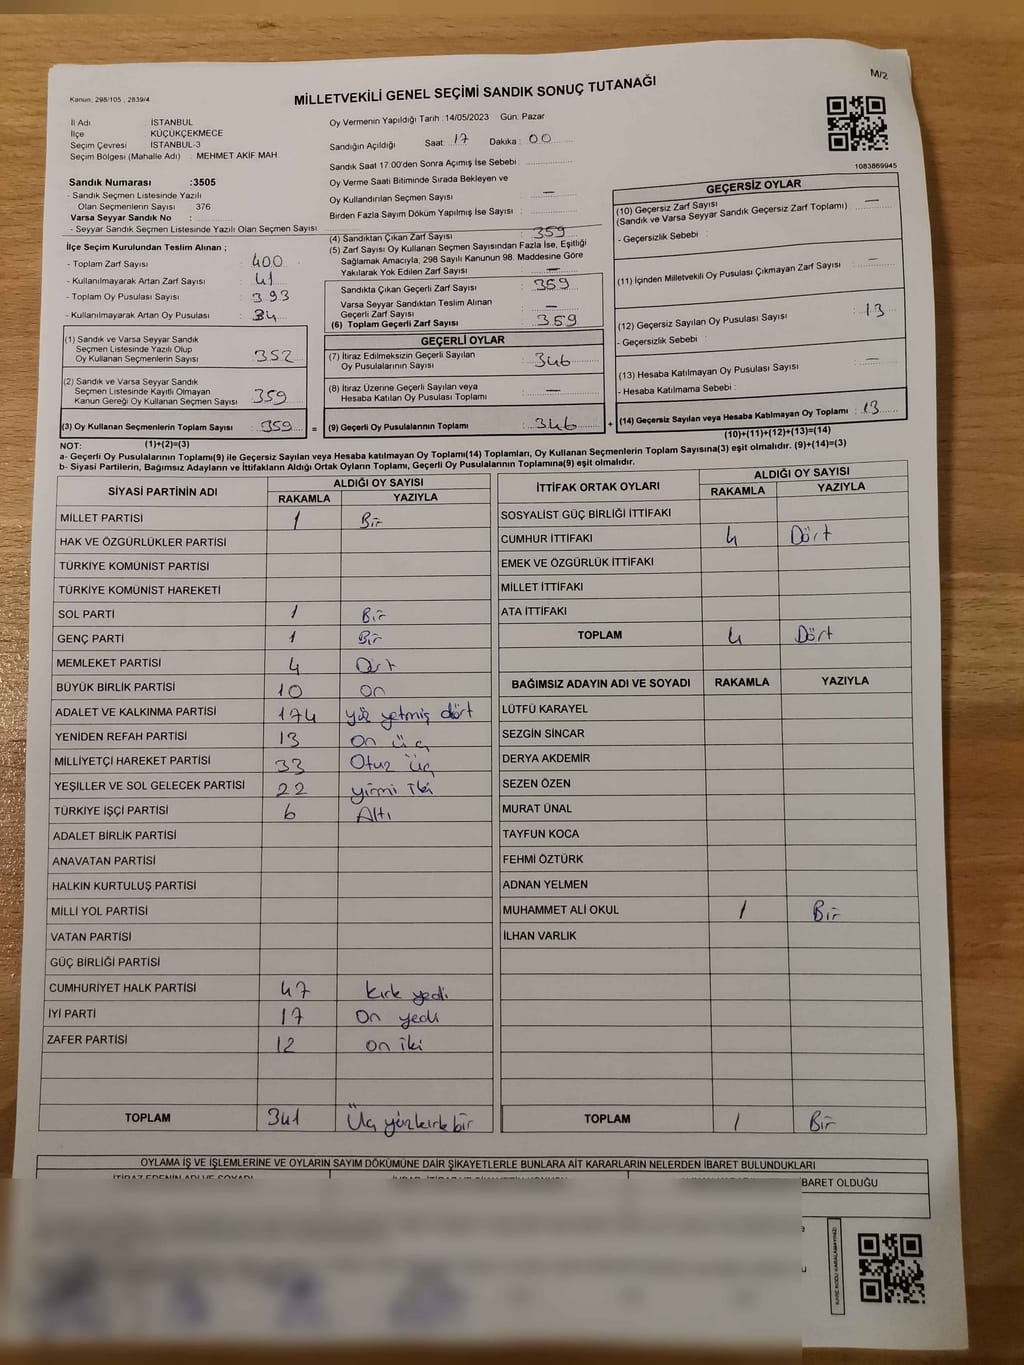 M/2
Kanun: 298/105 , 2839/4
MİLLETVEKİLİ GENEL SEÇİMİ SANDIK SONUÇ TUTANAĞI
İl Adı İSTANBUL
İlçe KÜÇÜKÇEKMECE
Seçim Çevresi İSTANBUL-3
Seçim Bölgesi (Mahalle Adı) : MEHMET AKİF MAH
Oy Vermenin Yapıldığı Tarih : 14/05/2023 Gün: Pazar
Sandığın Açıldığı Saat: 17 Dakika : 00
Sandık Saat 17:00'den Sonra Açımış İse Sebebi :
1083869945
Sandık Numarası :3505
- Sandık Seçmen Listesinde Yazılı
Olan Seçmenlerin Sayısı 376
Varsa Seyyar Sandık No :
- Seyyar Sandık Seçmen Listesinde Yazılı Olan Seçmen Sayısı
Oy Verme Saati Bitiminde Sırada Bekleyen ve
Oy Kullandırılan Seçmen Sayısı : —
Birden Fazla Sayım Döküm Yapılmış İse Sayısı :
İlçe Seçim Kurulundan Teslim Alınan ;
- Toplam Zarf Sayısı : 400
- Kullanılmayarak Artan Zarf Sayısı : 41
- Toplam Oy Pusulası Sayısı : 393
- Kullanılmayarak Artan Oy Pusulası : 34
(4) Sandıktan Çıkan Zarf Sayısı : 359
(5) Zarf Sayısı Oy Kullanan Seçmen Sayısından Fazla İse, Eşitliği
Sağlamak Amacıyla, 298 Sayılı Kanunun 98. Maddesine Göre
Yakılarak Yok Edilen Zarf Sayısı : —
Sandıkta Çıkan Geçerli Zarf Sayısı : 359
Varsa Seyyar Sandıktan Teslim Alınan
Geçerli Zarf Sayısı : —
(6) Toplam Geçerli Zarf Sayısı : 359
GEÇERSİZ OYLAR
(10) Geçersiz Zarf Sayısı : —
(Sandık ve Varsa Seyyar Sandık Geçersiz Zarf Toplamı)
- Geçersizlik Sebebi :
(11) İçinden Milletvekili Oy Pusulası Çıkmayan Zarf Sayısı : —
(12) Geçersiz Sayılan Oy Pusulası Sayısı : 13
- Geçersizlik Sebebi :
(13) Hesaba Katılmayan Oy Pusulası Sayısı : —
- Hesaba Katılmama Sebebi :
(14) Geçersiz Sayılan veya Hesaba Katılmayan Oy Toplamı : 13
(10)+(11)+(12)+(13)=(14)
(1) Sandık ve Varsa Seyyar Sandık
Seçmen Listesinde Yazılı Olup
Oy Kullanan Seçmenlerin Sayısı : 352
(2) Sandık ve Varsa Seyyar Sandık
Seçmen Listesinde Kayıtlı Olmayan
Kanun Gereği Oy Kullanan Seçmen Sayısı : 359
(3) Oy Kullanan Seçmenlerin Toplam Sayısı : 359 =
GEÇERLİ OYLAR
(7) İtiraz Edilmeksizin Geçerli Sayılan
Oy Pusulalarının Sayısı : 346
(8) İtiraz Üzerine Geçerli Sayılan veya
Hesaba Katılan Oy Pusulası Toplamı : —
(9) Geçerli Oy Pusulalarının Toplamı : 346 +
NOT: (1)+(2)=(3)
a- Geçerli Oy Pusulalarının Toplamı(9) ile Geçersiz Sayılan veya Hesaba katılmayan Oy Toplamı(14) Toplamları, Oy Kullanan Seçmenlerin Toplam Sayısına(3) eşit olmalıdır. (9)+(14)=(3)
b- Siyasi Partilerin, Bağımsız Adayların ve İttifakların Aldığı Ortak Oyların Toplamı, Geçerli Oy Pusulalarının Toplamına(9) eşit olmalıdır.
SİYASİ PARTİNİN ADI ALDIĞI OY SAYISI
RAKAMLA YAZIYLA
MİLLET PARTİSİ 1 Bir
HAK VE ÖZGÜRLÜKLER PARTİSİ
TÜRKİYE KOMÜNİST PARTİSİ
TÜRKİYE KOMÜNİST HAREKETİ
SOL PARTİ 1 Bir
GENÇ PARTİ 1 Bir
MEMLEKET PARTİSİ 4 Dört
BÜYÜK BİRLİK PARTİSİ 10 on
ADALET VE KALKINMA PARTİSİ 174 yüz yetmiş dört
YENİDEN REFAH PARTİSİ 13 on üç
MİLLİYETÇİ HAREKET PARTİSİ 33 Otuz üç
YEŞİLLER VE SOL GELECEK PARTİSİ 22 yirmi iki
TÜRKİYE İŞÇİ PARTİSİ 6 Altı
ADALET BİRLİK PARTİSİ
ANAVATAN PARTİSİ
HALKIN KURTULUŞ PARTİSİ
MİLLİ YOL PARTİSİ
VATAN PARTİSİ
GÜÇ BİRLİĞİ PARTİSİ
CUMHURİYET HALK PARTİSİ 47 kırk yedi
İYİ PARTİ 17 On yedi
ZAFER PARTİSİ 12 on iki
TOPLAM 341 Üç yüzkırk bir
İTTİFAK ORTAK OYLARI ALDIĞI OY SAYISI
RAKAMLA YAZIYLA
SOSYALİST GÜÇ BİRLİĞİ İTTİFAKI
CUMHUR İTTİFAKI 4 Dört
EMEK VE ÖZGÜRLÜK İTTİFAKI
MİLLET İTTİFAKI
ATA İTTİFAKI
TOPLAM 4 Dört
BAĞIMSIZ ADAYIN ADI VE SOYADI RAKAMLA YAZIYLA
LÜTFÜ KARAYEL
SEZGİN SİNCAR
DERYA AKDEMİR
SEZEN ÖZEN
MURAT ÜNAL
TAYFUN KOCA
FEHMİ ÖZTÜRK
ADNAN YELMEN
MUHAMMET ALİ OKUL 1 Bir
İLHAN VARLIK
TOPLAM 1 Bir
OYLAMA İŞ VE İŞLEMLERİNE VE OYLARIN SAYIM DÖKÜMÜNE DAİR ŞİKAYETLERLE BUNLARA AİT KARARLARIN NELERDEN İBARET BULUNDUKLARI
İTİRAZ EDENİN ADI VE SOYADI
BARET OLDUĞU
KARE KODU KARALAMAYINIZ!